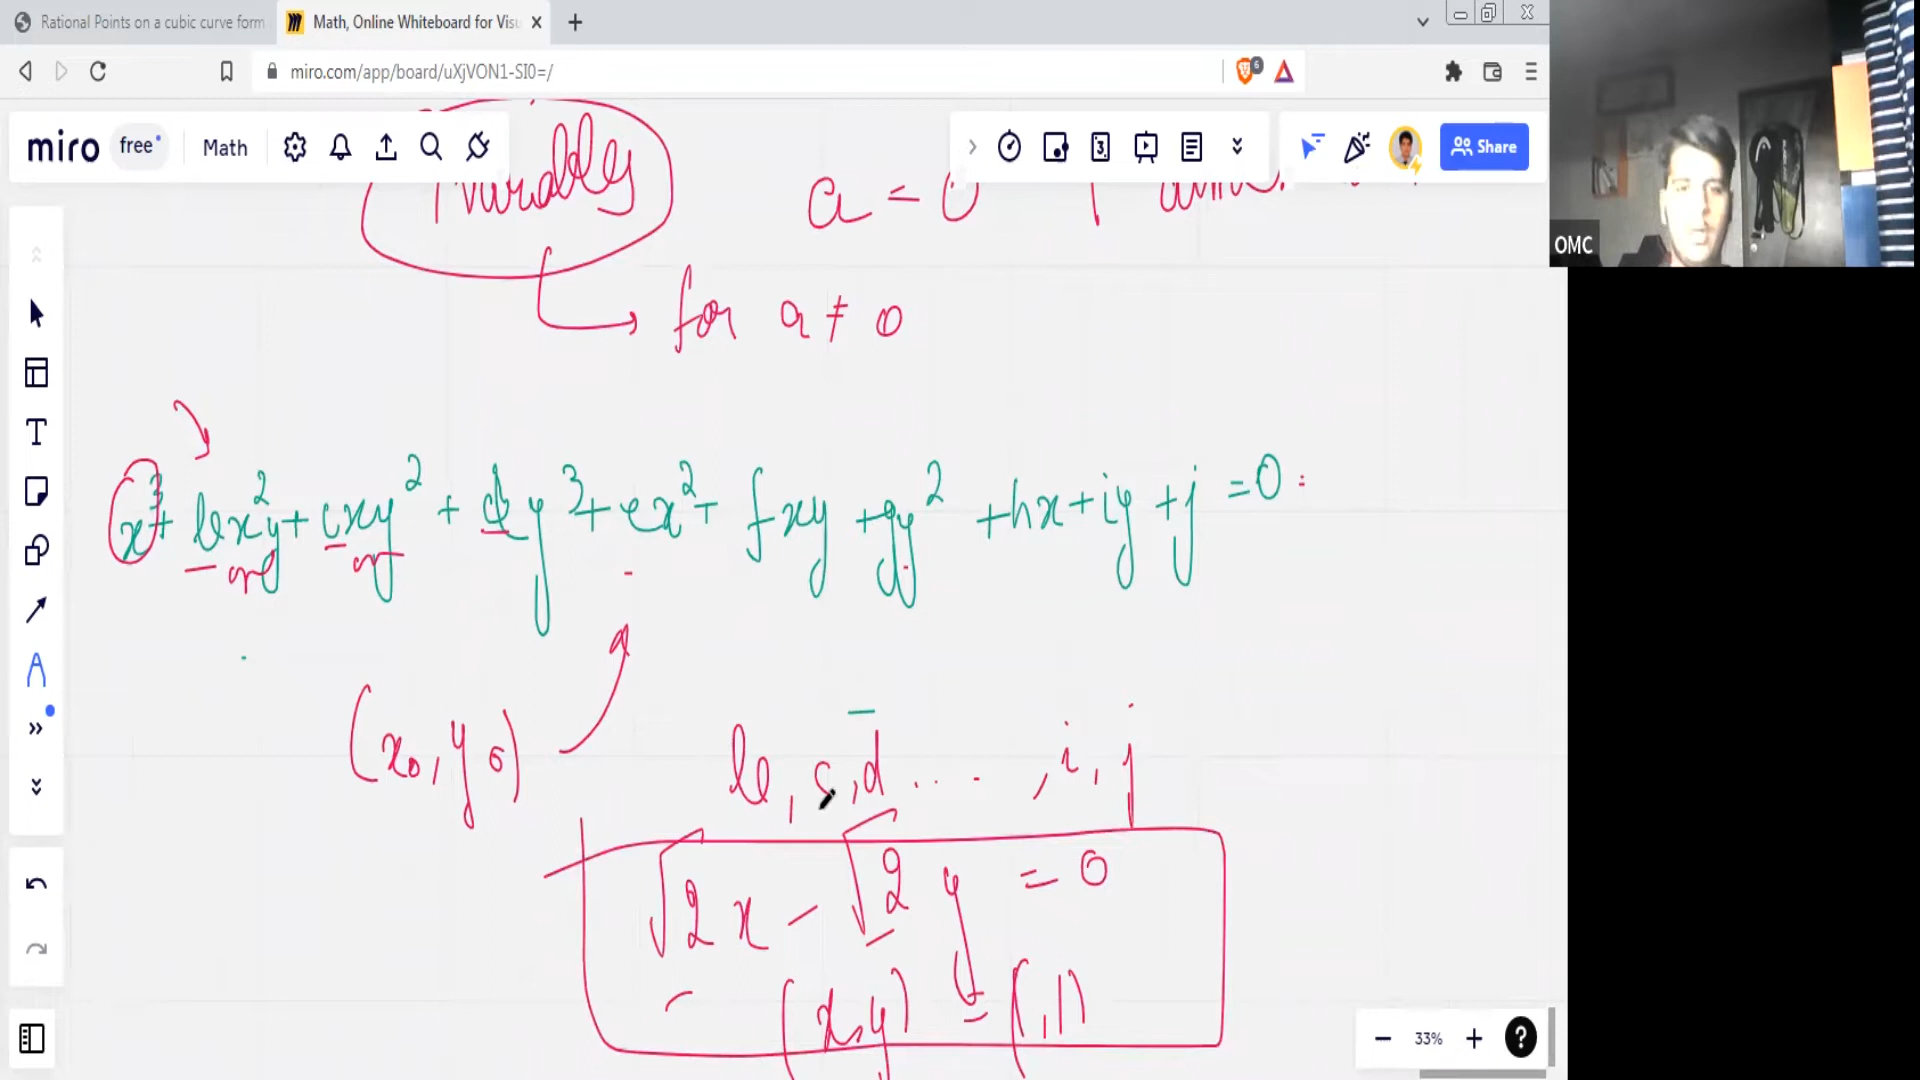 Rational Points on a cubic curve form
Math, Online Whiteboard for Visu
miro.com/app/board/uXjVON1-SI0=/
6
miro free Math
3
Share
OMC
a = 0
for a ≠ 0
x³ + bx²y + cxy² + dy³ + ex² + fxy + gy² + hx + iy + j = 0
(x₀, y₀)
b, c, d ...., i, j
√2 x - √2 y = 0
(x,y) = (1,1)
33%
?